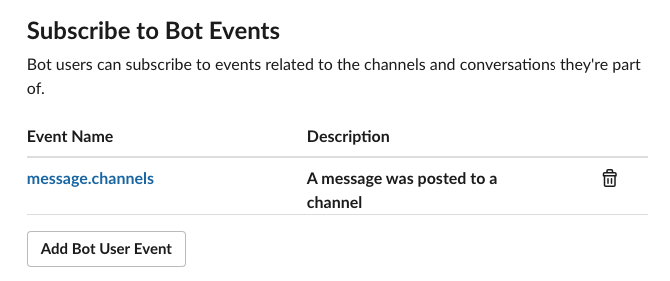 Subscribe to Bot Events
Bot users can subscribe to events related to the channels and conversations they're part
of.
Event Name Description
message.channels A message was posted to a
channel
Add Bot User Event